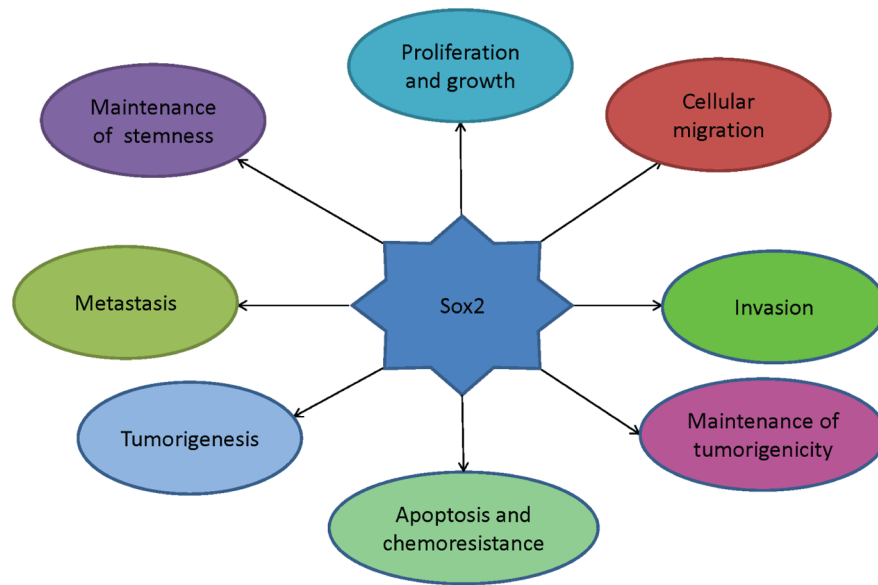 Proliferation
and growth
Maintenance
of stemness
Cellular
migration
Metastasis
Sox2
Invasion
Tumorigenesis
Maintenance of
tumorigenicity
Apoptosis and
chemoresistance